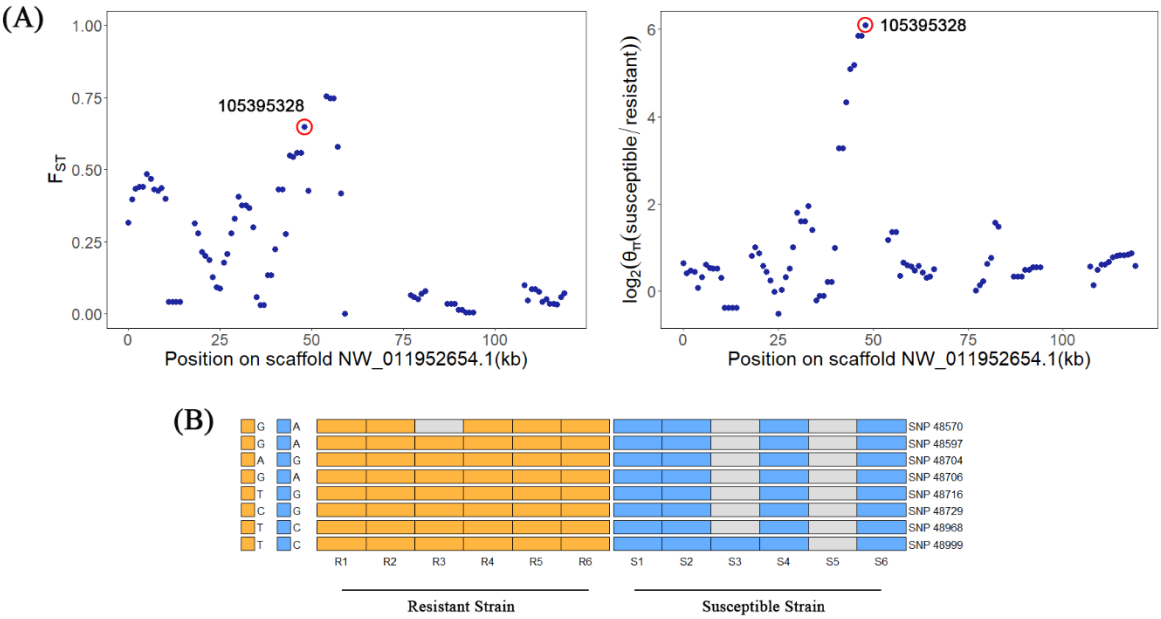 (A)
1.00
0.75
0.50
0.25
0.00
F_ST
105395328
0 25 50 75 100
Position on scaffold NW_011952654.1(kb)
6
4
2
0
log2(θπ(susceptible/resistant))
105395328
0 25 50 75 100
Position on scaffold NW_011952654.1(kb)
(B)
G A SNP 48570
G A SNP 48597
A G SNP 48704
G A SNP 48706
T G SNP 48716
C G SNP 48729
T C SNP 48968
T C SNP 48999
R1 R2 R3 R4 R5 R6 S1 S2 S3 S4 S5 S6
Resistant Strain Susceptible Strain